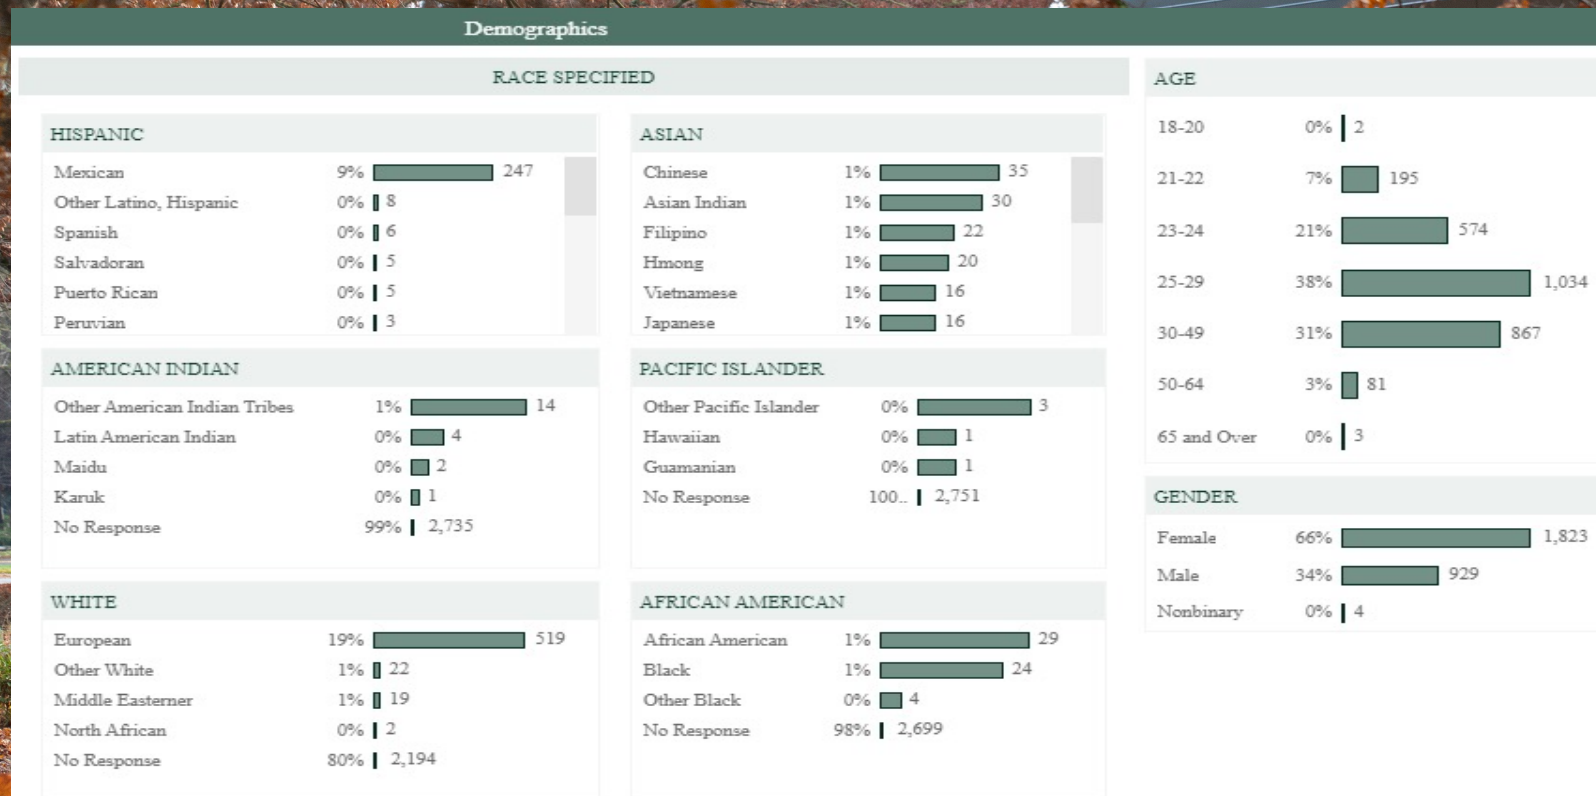 Demographics
RACE SPECIFIED
HISPANIC
Mexican 9% 247
Other Latino, Hispanic 0% 8
Spanish 0% 6
Salvadoran 0% 5
Puerto Rican 0% 5
Peruvian 0% 3
ASIAN
Chinese 1% 35
Asian Indian 1% 30
Filipino 1% 22
Hmong 1% 20
Vietnamese 1% 16
Japanese 1% 16
AMERICAN INDIAN
Other American Indian Tribes 1% 14
Latin American Indian 0% 4
Maidu 0% 2
Karuk 0% 1
No Response 99% 2,735
PACIFIC ISLANDER
Other Pacific Islander 0% 3
Hawaiian 0% 1
Guamanian 0% 1
No Response 100.. 2,751
WHITE
European 19% 519
Other White 1% 22
Middle Easterner 1% 19
North African 0% 2
No Response 80% 2,194
AFRICAN AMERICAN
African American 1% 29
Black 1% 24
Other Black 0% 4
No Response 98% 2,699
AGE
18-20 0% 2
21-22 7% 195
23-24 21% 574
25-29 38% 1,034
30-49 31% 867
50-64 3% 81
65 and Over 0% 3
GENDER
Female 66% 1,823
Male 34% 929
Nonbinary 0% 4